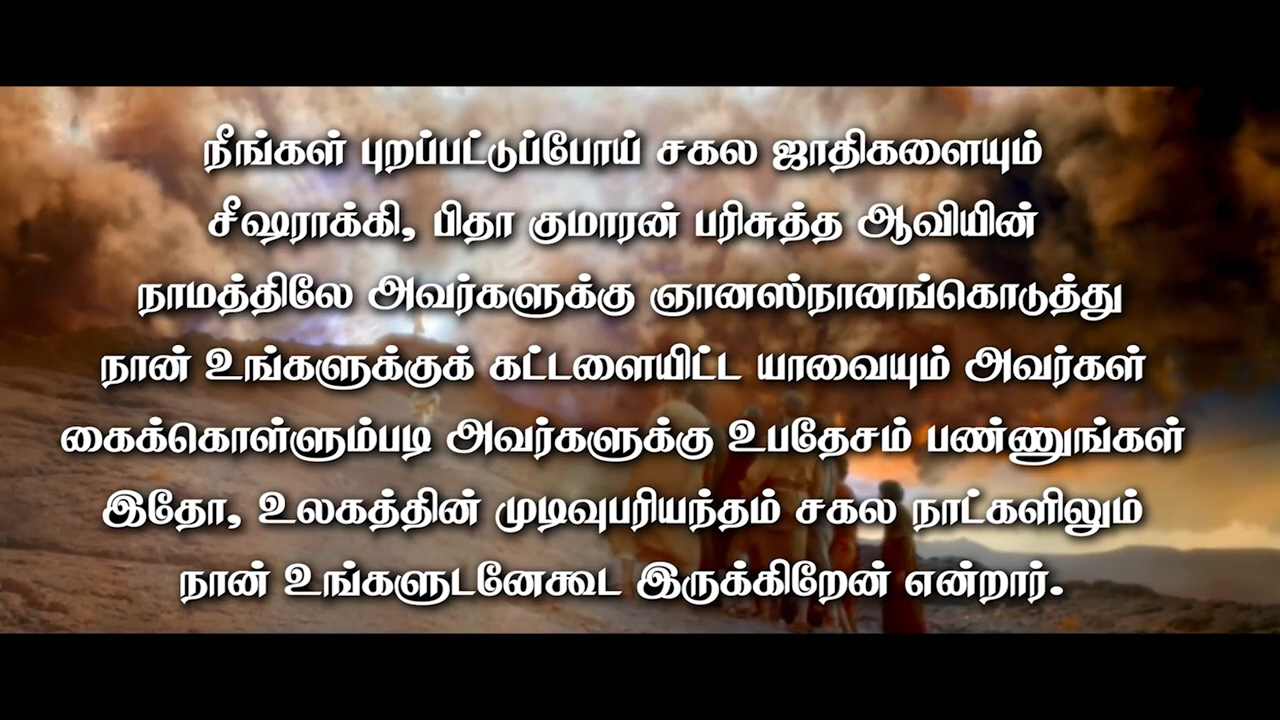 நீங்கள் புறப்பட்டுப்போய் சகல ஜாதிகளையும்
சீஷராக்கி, பிதா குமாரன் பரிசுத்த ஆவியின்
நாமத்திலே அவர்களுக்கு ஞானஸ்நானங்கொடுத்து
நான் உங்களுக்குக் கட்டளையிட்ட யாவையும் அவர்கள்
கைக்கொள்ளும்படி அவர்களுக்கு உபதேசம் பண்ணுங்கள்
இதோ, உலகத்தின் முடிவுபரியந்தம் சகல நாட்களிலும்
நான் உங்களுடனேகூட இருக்கிறேன் என்றார்.